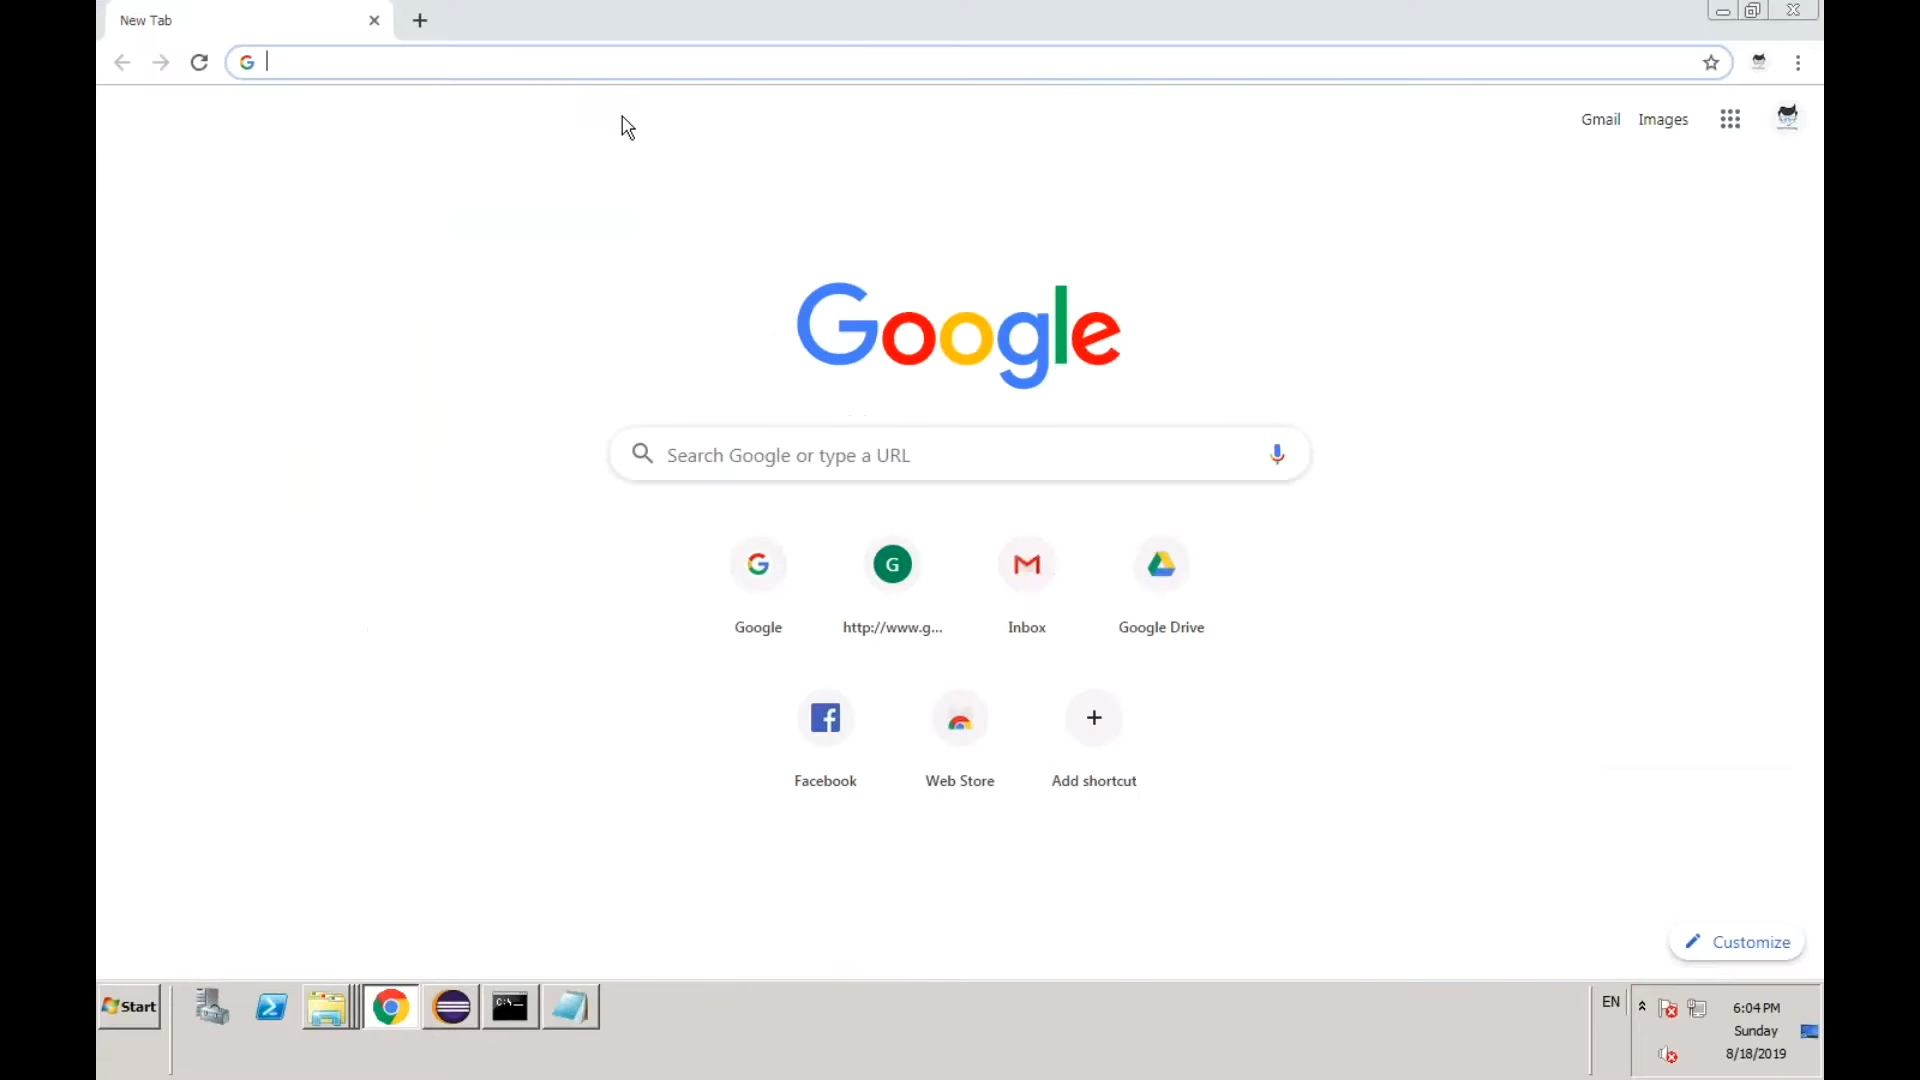 New Tab
Gmail Images
Google
Search Google or type a URL
G
Google http://www.g... Inbox Google Drive
Facebook Web Store Add shortcut
Customize
Start
C:\
EN
6:04 PM
Sunday
8/18/2019